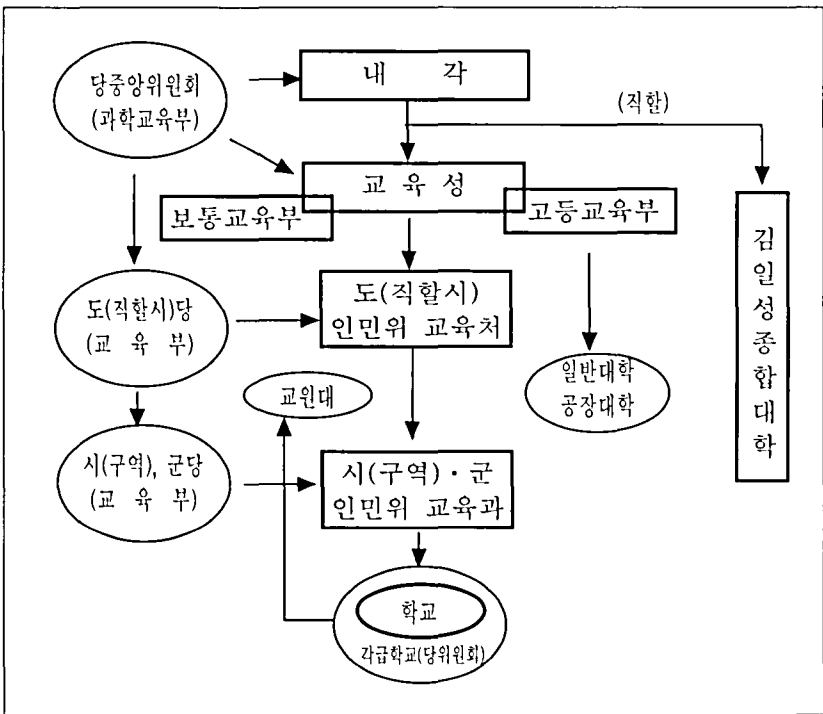 당중앙위원회
(과학교육부)
내 각
(직할)
교 육 성
보통교육부
고등교육부
김일성종합대학
도(직할시)당
(교 육 부)
도(직할시)
인민위 교육처
일반대학
공장대학
교원대
시(구역), 군당
(교 육 부)
시(구역)·군
인민위 교육과
학교
각급학교(당위원회)